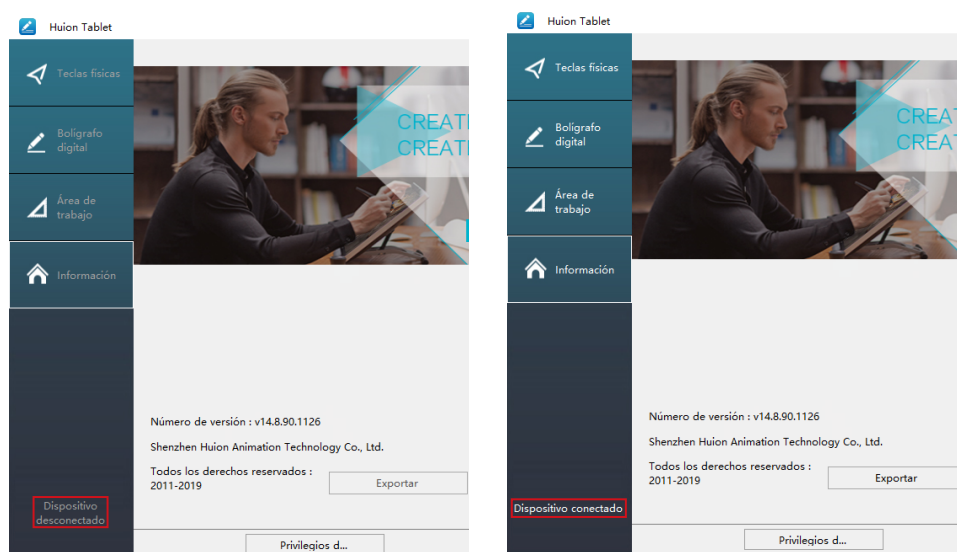 Huion Tablet
Teclas físicas
CREATI
CREATI
Bolígrafo
digital
Área de
trabajo
Información
Número de versión : v14.8.90.1126
Shenzhen Huion Animation Technology Co., Ltd.
Todos los derechos reservados :
2011-2019
Exportar
Dispositivo
desconectado
Privilegios d...
Huion Tablet
Teclas físicas
CREAT
CREAT
Bolígrafo
digital
Área de
trabajo
Información
Número de versión : v14.8.90.1126
Shenzhen Huion Animation Technology Co., Ltd.
Todos los derechos reservados :
2011-2019
Exportar
Dispositivo conectado
Privilegios d...